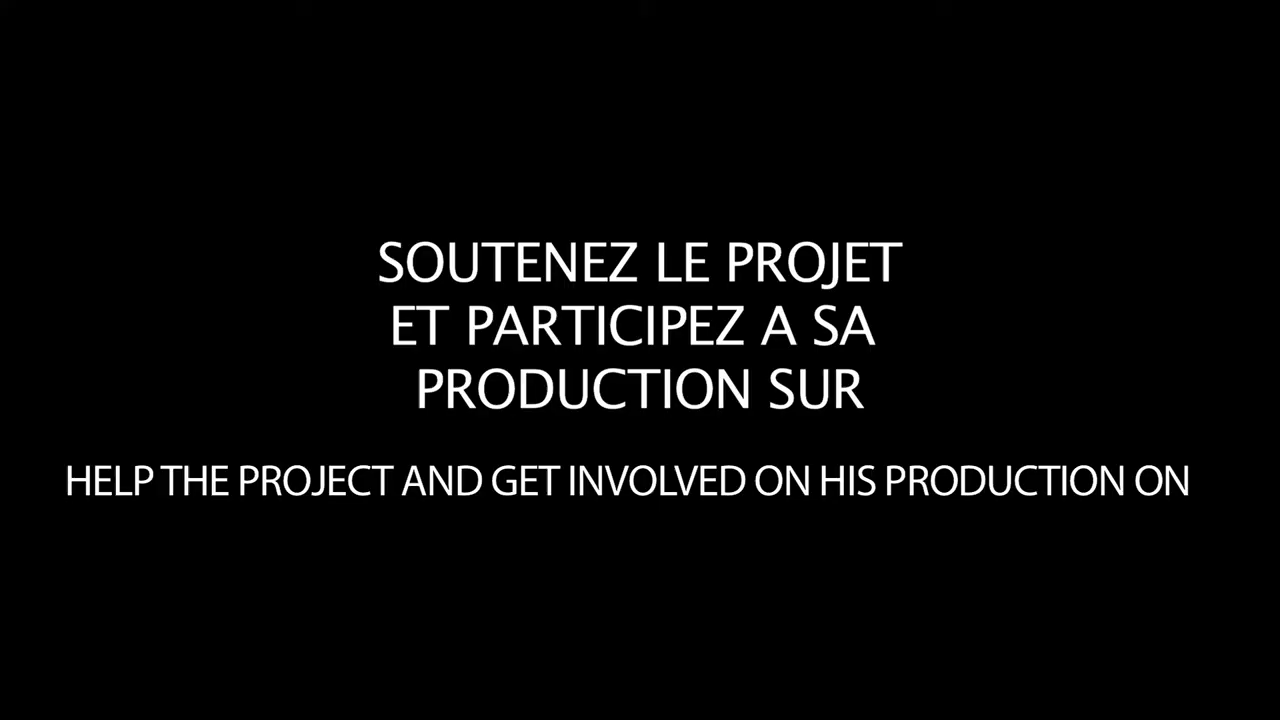 SOUTENEZ LE PROJET
ET PARTICIPEZ A SA
PRODUCTION SUR
HELP THE PROJECT AND GET INVOLVED ON HIS PRODUCTION ON